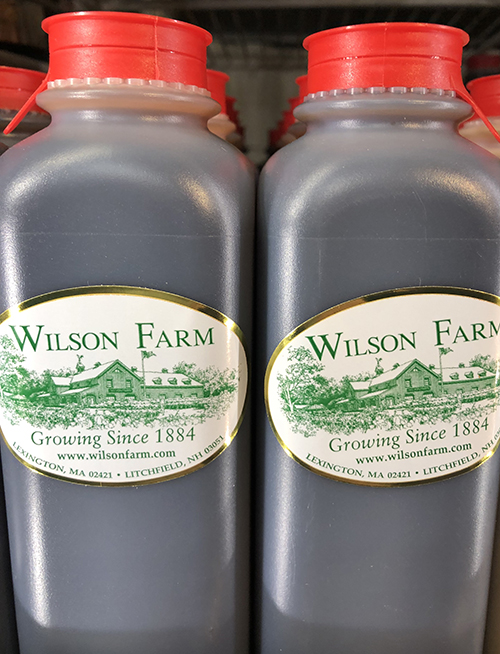 WILSON FARM
Growing Since 1884
www.wilsonfarm.com
LEXINGTON, MA 02421 • LITCHFIELD, NH 03051
WILSON FARM
Growing Since 1884
www.wilsonfarm.com
LEXINGTON, MA 02421 • LITCHFIELD, NH